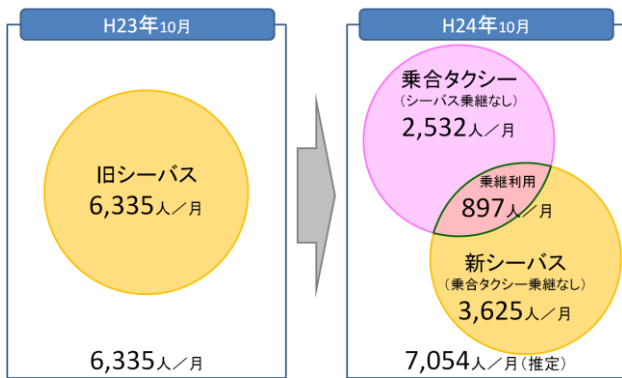 H23年10月
旧シーバス
6,335人／月
6,335人／月
H24年10月
乗合タクシー
（シーバス乗継なし）
2,532人／月
乗継利用
897人／月
新シーバス
（乗合タクシー乗継なし）
3,625人／月
7,054人／月（推定）